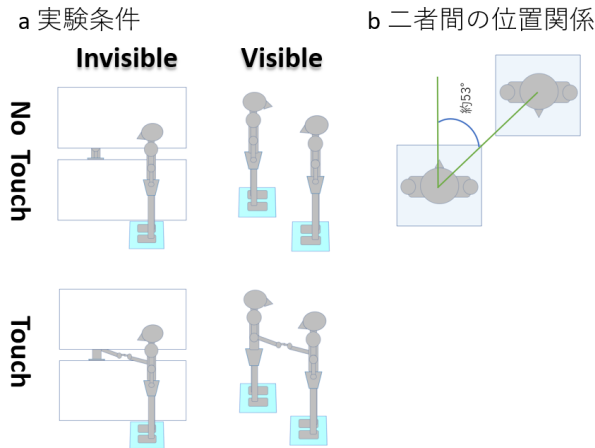 a 実験条件
b 二者間の位置関係
Invisible
Visible
No Touch
約53°
Touch